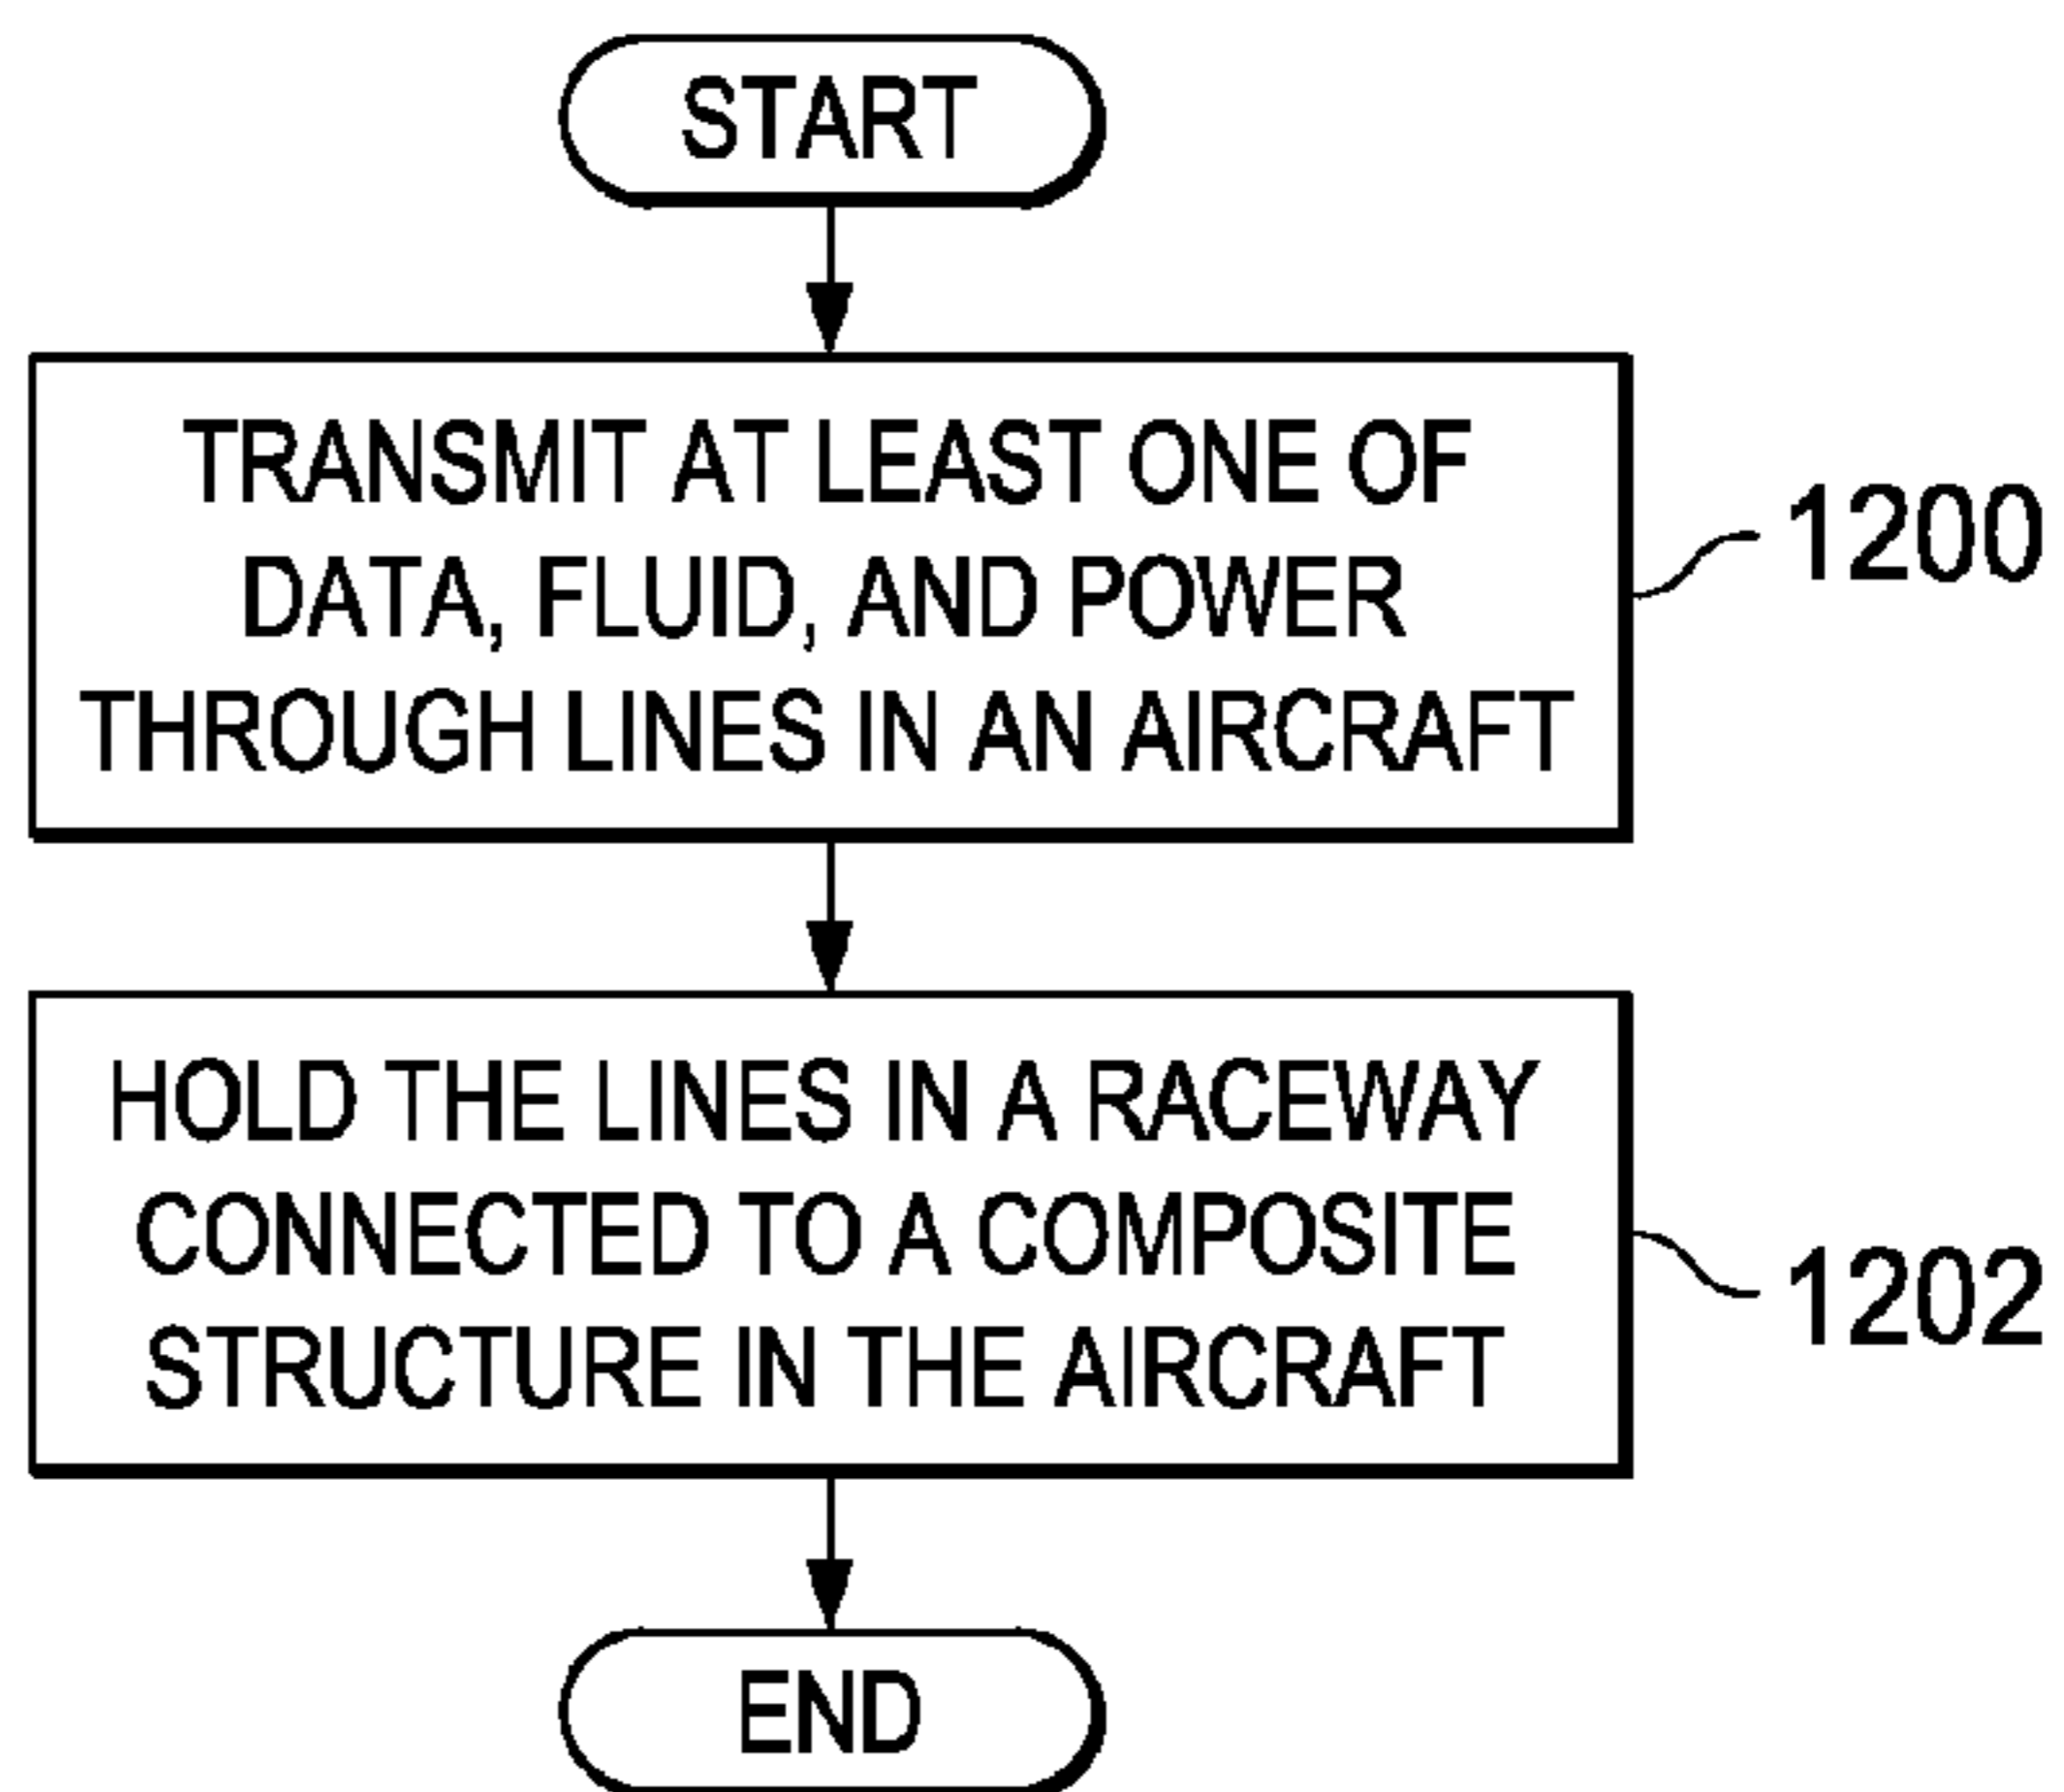 START
TRANSMIT AT LEAST ONE OF
DATA, FLUID, AND POWER
THROUGH LINES IN AN AIRCRAFT
1200
HOLD THE LINES IN A RACEWAY
CONNECTED TO A COMPOSITE
STRUCTURE IN THE AIRCRAFT
1202
END